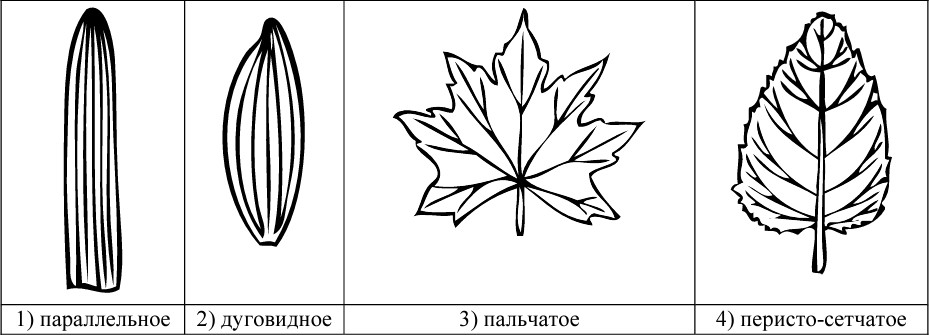 1) параллельное
2) дуговидное
3) пальчатое
4) перисто-сетчатое